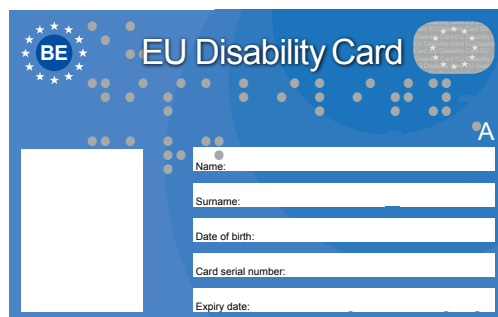 BE
EU Disability Card
A
Name:
Surname:
Date of birth:
Card serial number:
Expiry date: